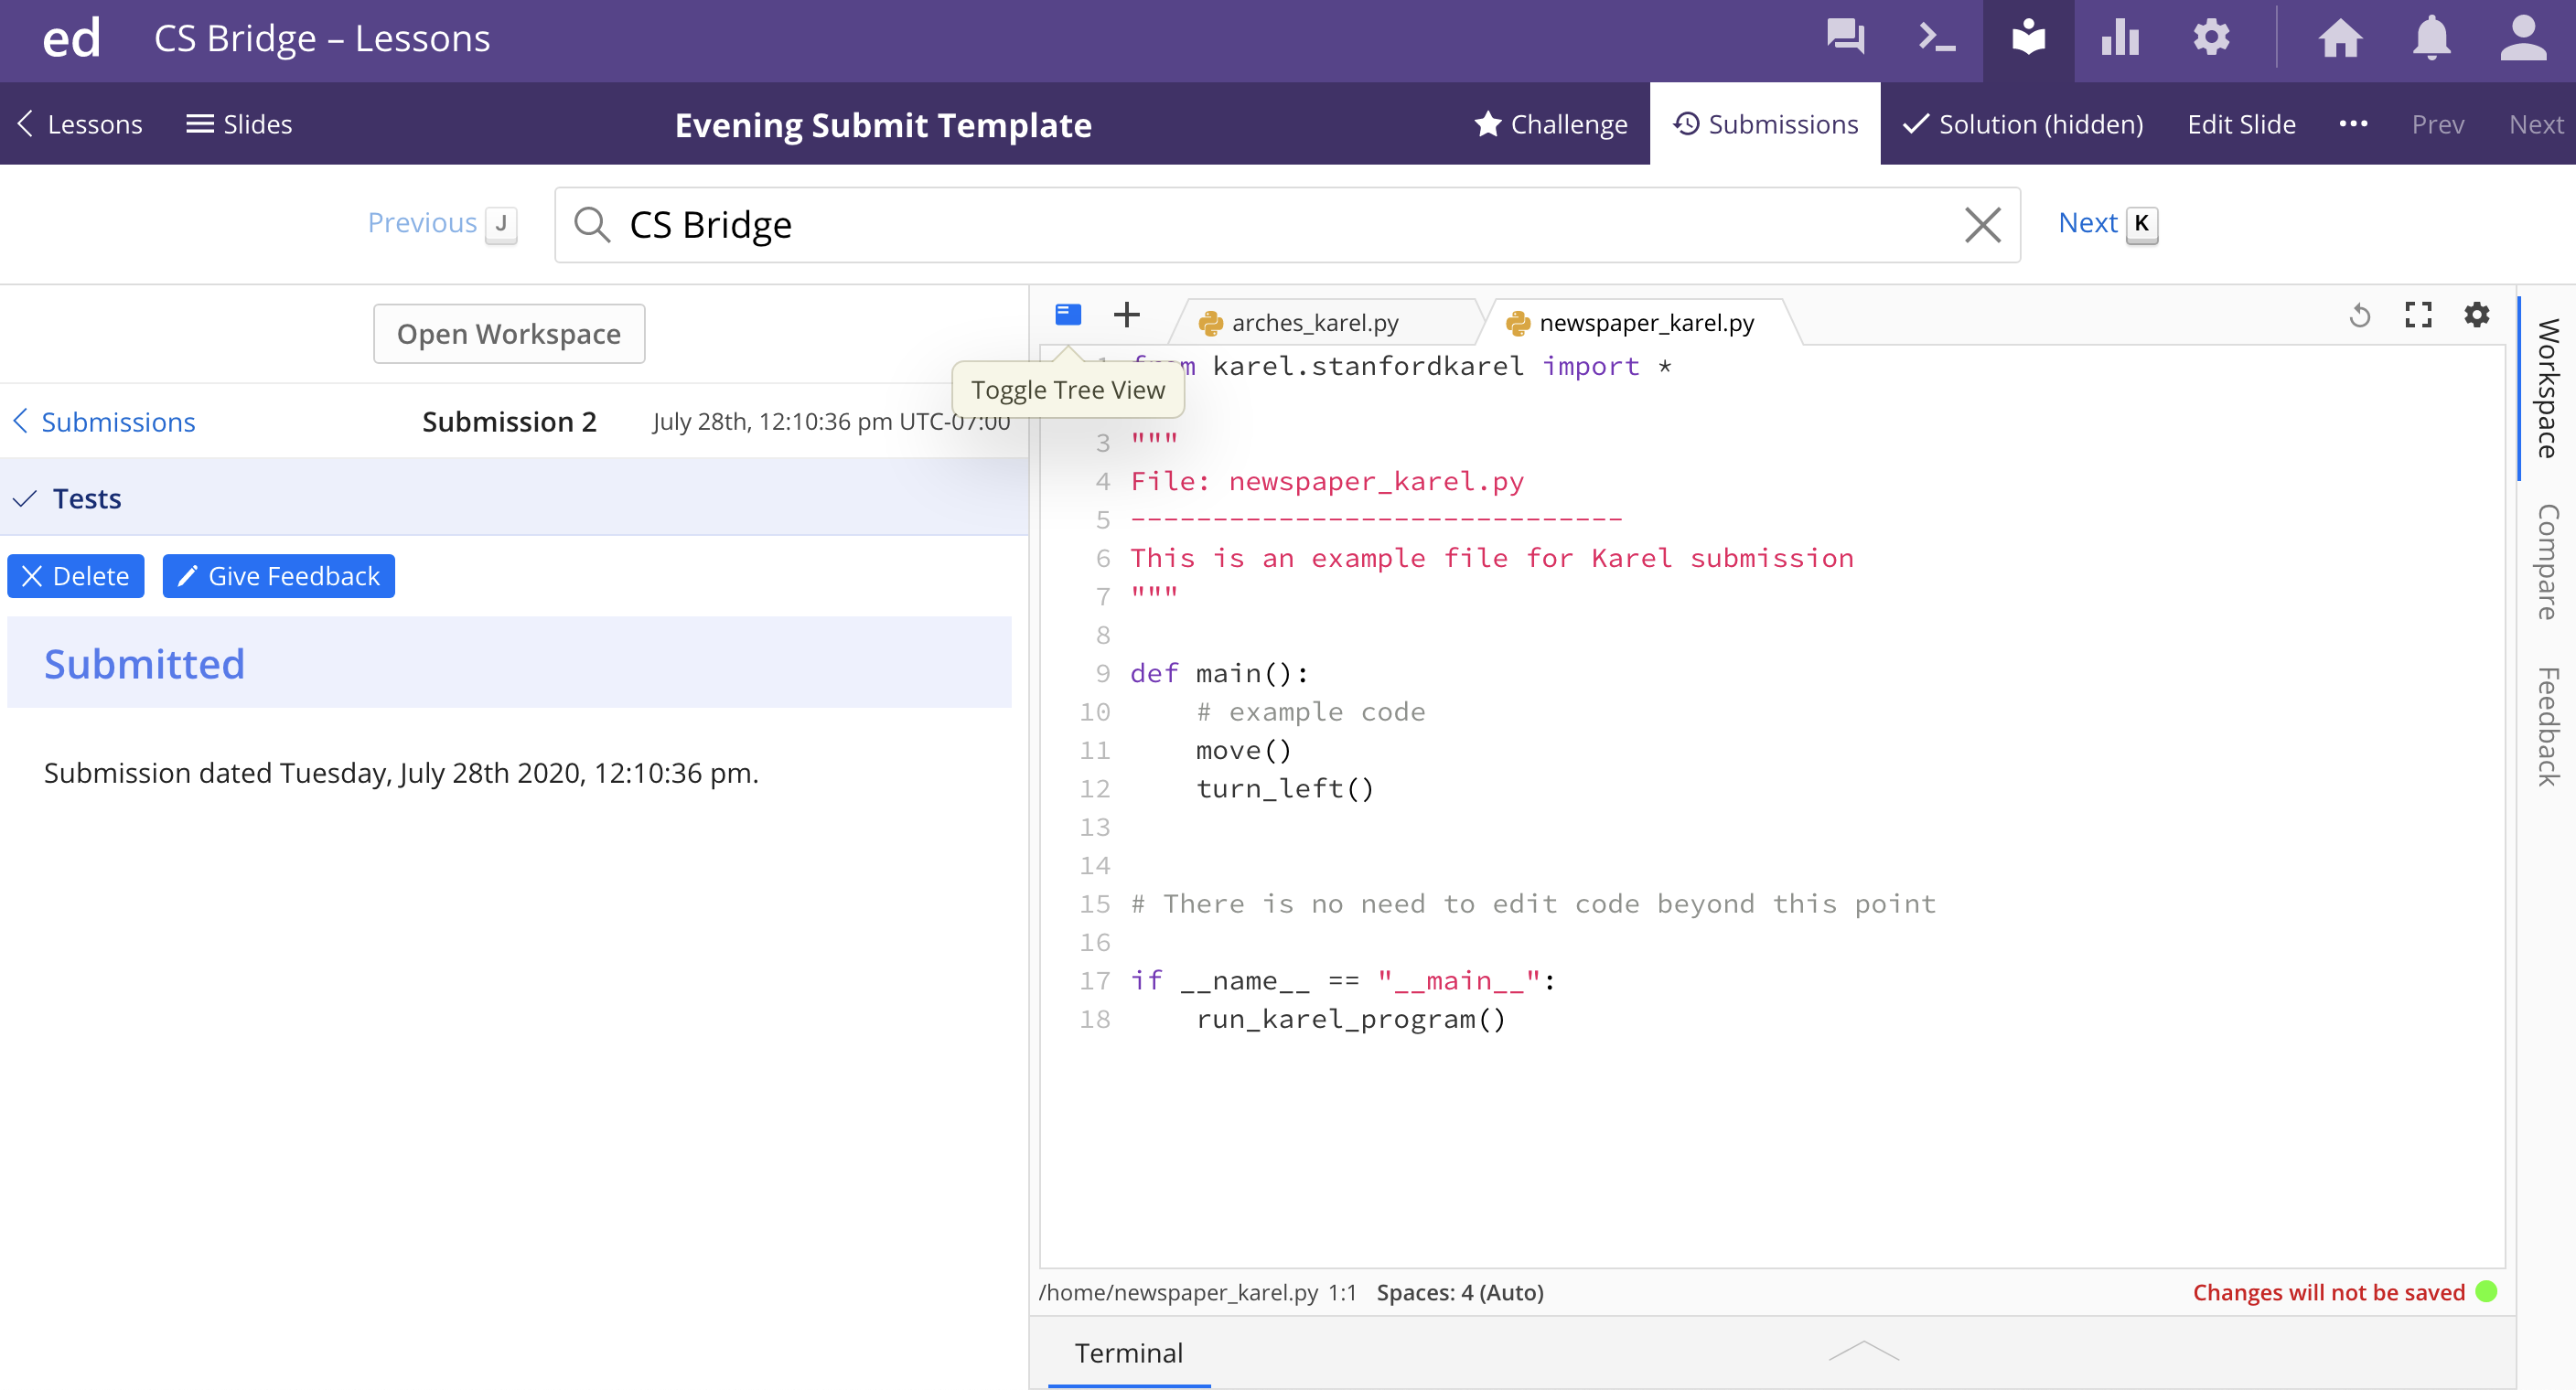 ed CS Bridge – Lessons
Lessons Slides Evening Submit Template Challenge Submissions Solution (hidden) Edit Slide ••• Prev Next
Previous J CS Bridge Next K
Open Workspace
Submissions Submission 2 July 28th, 12:10:36 pm UTC-07:00
Tests
Delete Give Feedback
Submitted
Submission dated Tuesday, July 28th 2020, 12:10:36 pm.
arches_karel.py newspaper_karel.py
Toggle Tree View
1 from karel.stanfordkarel import *
3 """
4 File: newspaper_karel.py
5 ------------------------------
6 This is an example file for Karel submission
7 """
8
9 def main():
10     # example code
11     move()
12     turn_left()
13
14
15 # There is no need to edit code beyond this point
16
17 if __name__ == "__main__":
18     run_karel_program()
/home/newspaper_karel.py 1:1 Spaces: 4 (Auto) Changes will not be saved
Terminal
Workspace
Compare
Feedback